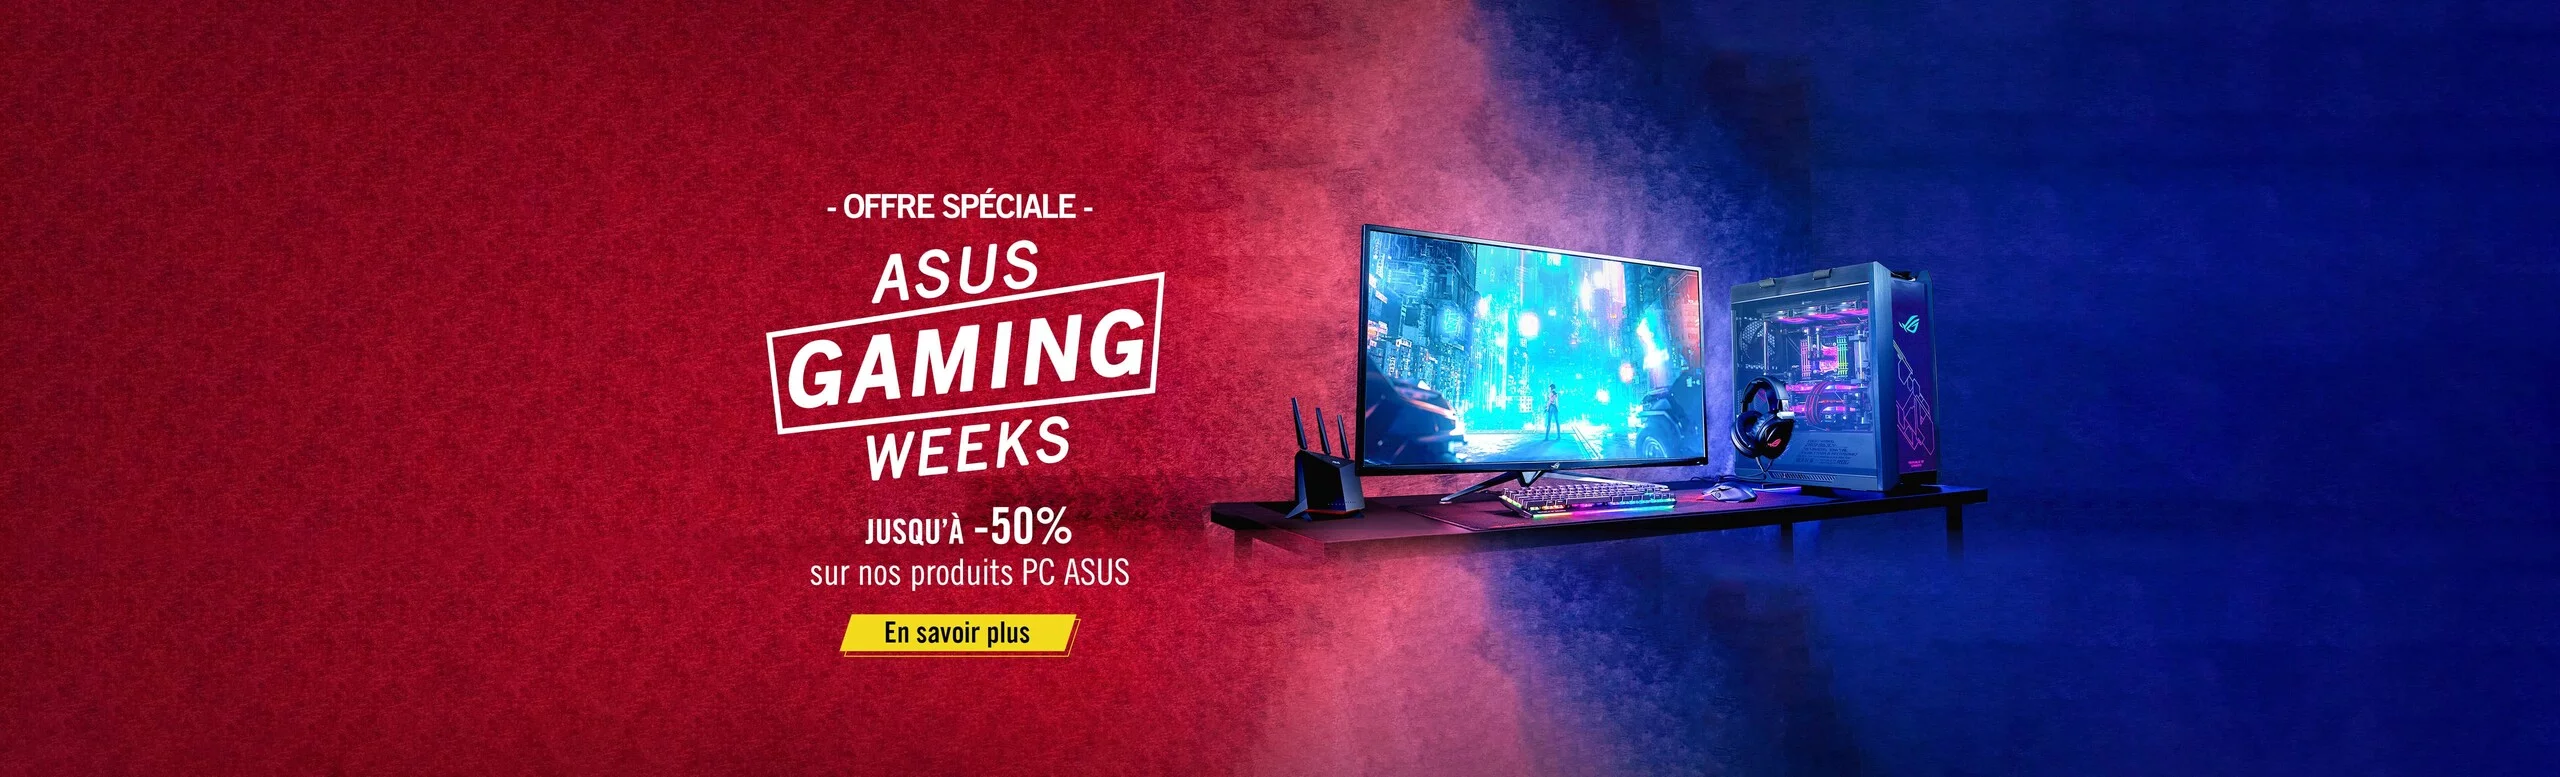 - OFFRE SPÉCIALE -
ASUS
GAMING
WEEKS
JUSQU'À -50%
sur nos produits PC ASUS
En savoir plus